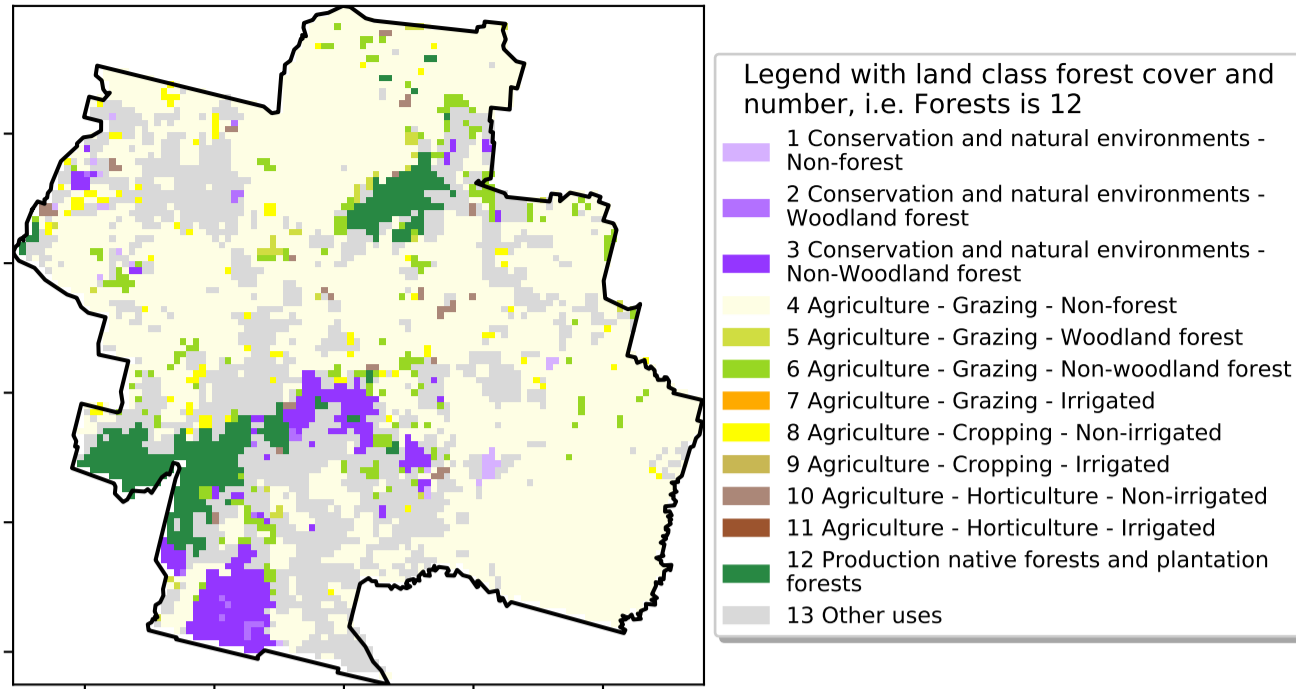 Legend with land class forest cover and
number, i.e. Forests is 12
1 Conservation and natural environments -
Non-forest
2 Conservation and natural environments -
Woodland forest
3 Conservation and natural environments -
Non-Woodland forest
4 Agriculture - Grazing - Non-forest
5 Agriculture - Grazing - Woodland forest
6 Agriculture - Grazing - Non-woodland forest
7 Agriculture - Grazing - Irrigated
8 Agriculture - Cropping - Non-irrigated
9 Agriculture - Cropping - Irrigated
10 Agriculture - Horticulture - Non-irrigated
11 Agriculture - Horticulture - Irrigated
12 Production native forests and plantation
forests
13 Other uses